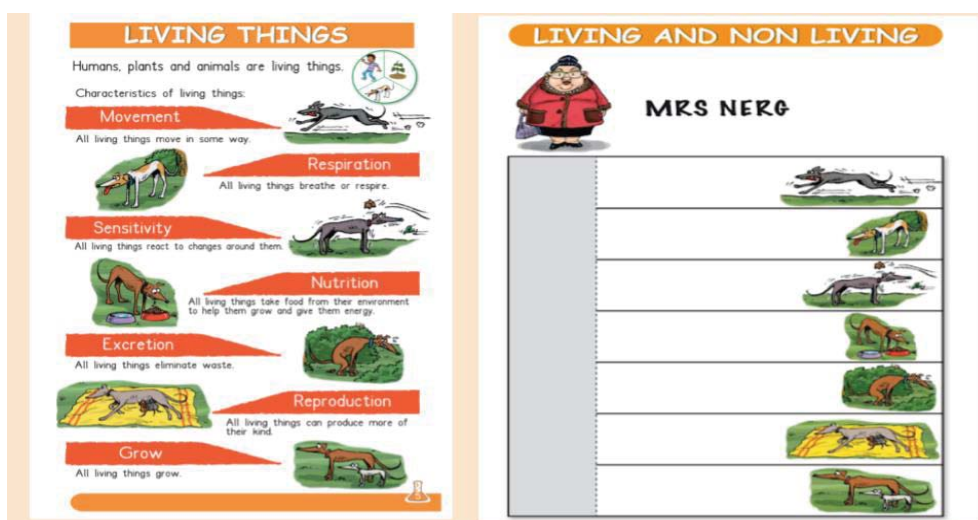 LIVING THINGS
Humans, plants and animals are living things.
Characteristics of living things:
Movement
All living things move in some way.
Respiration
All living things breathe or respire.
Sensitivity
All living things react to changes around them.
Nutrition
All living things take food from their environment
to help them grow and give them energy.
Excretion
All living things eliminate waste.
Reproduction
All living things can produce more of
their kind.
Grow
All living things grow.
LIVING AND NON LIVING
MRS NERG